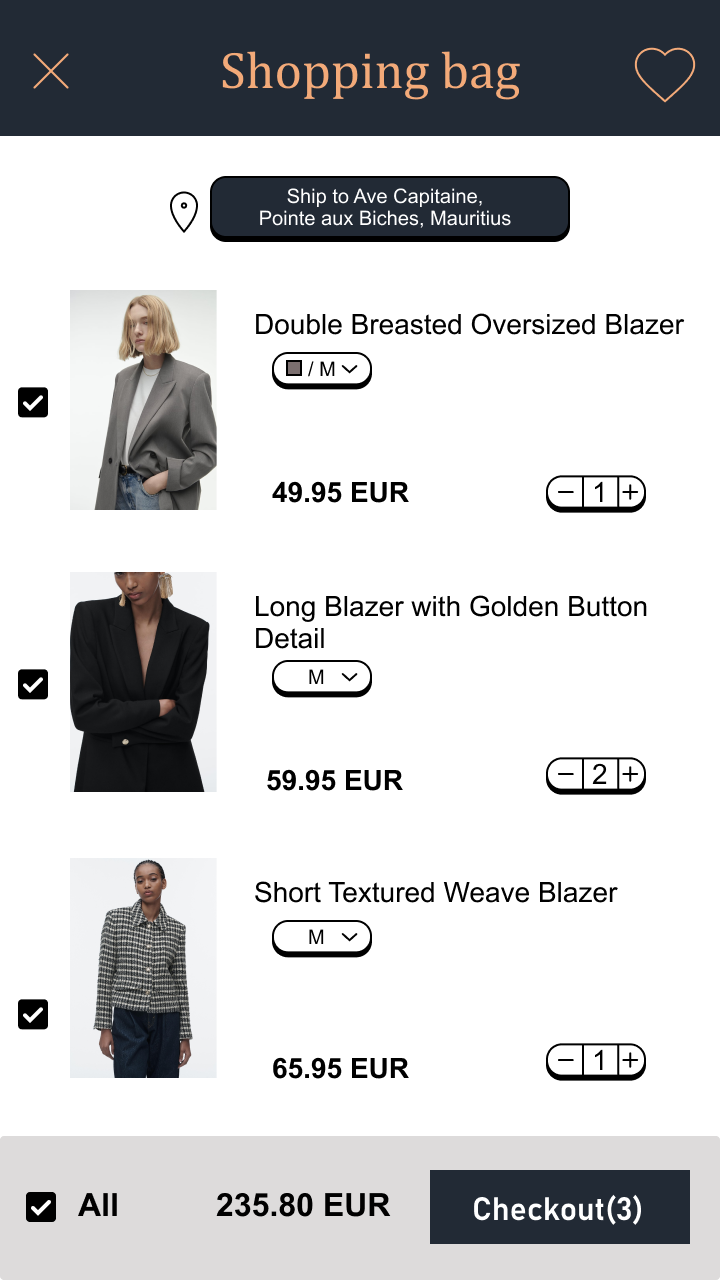 Shopping bag
Ship to Ave Capitaine,
Pointe aux Biches, Mauritius
Double Breasted Oversized Blazer
/ M
49.95 EUR
1
Long Blazer with Golden Button
Detail
M
59.95 EUR
2
Short Textured Weave Blazer
M
65.95 EUR
1
All
235.80 EUR
Checkout(3)